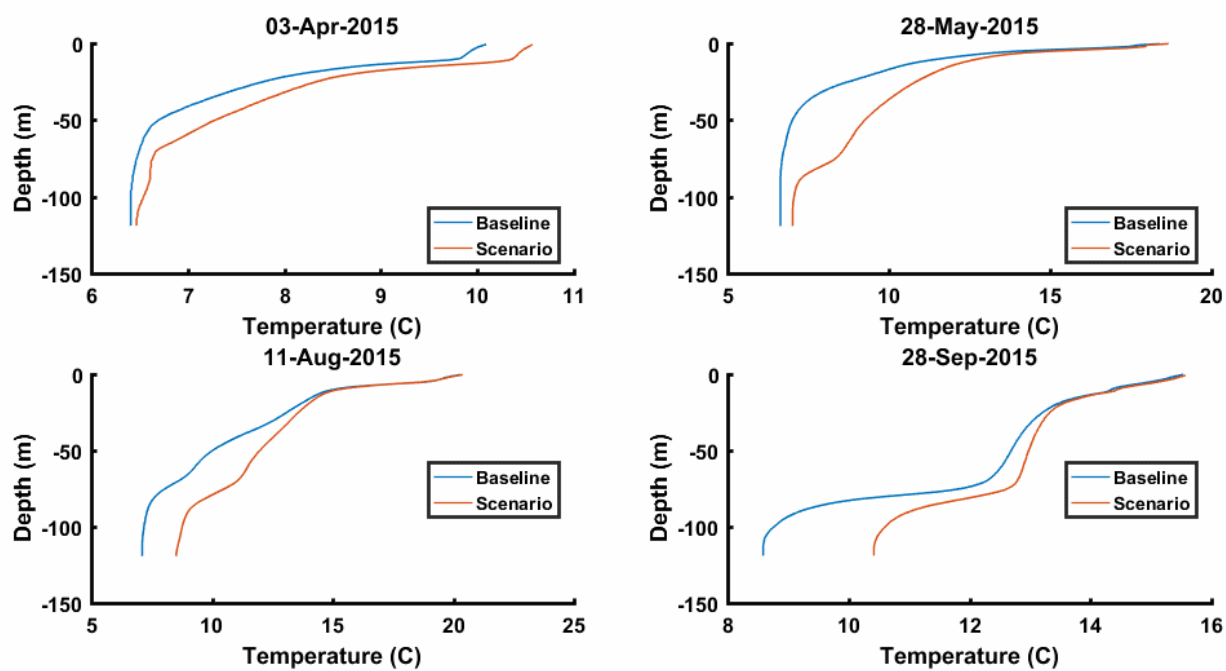 03-Apr-2015
0
-50
-100
-150
Depth (m)
6 7 8 9 10 11
Temperature (C)
Baseline
Scenario
28-May-2015
0
-50
-100
-150
Depth (m)
5 10 15 20
Temperature (C)
Baseline
Scenario
11-Aug-2015
0
-50
-100
-150
Depth (m)
5 10 15 20 25
Temperature (C)
Baseline
Scenario
28-Sep-2015
0
-50
-100
-150
Depth (m)
8 10 12 14 16
Temperature (C)
Baseline
Scenario